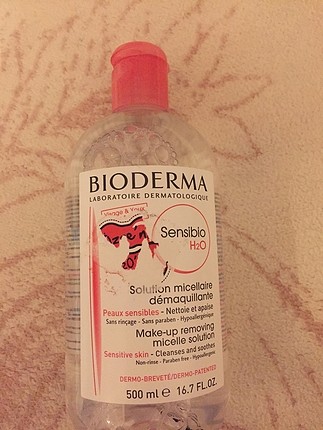 BIODERMA
LABORATOIRE DERMATOLOGIQUE
Visage & Yeux
Sensibio
H2O
Solution micellaire
démaquillante
Peaux sensibles - Nettoie et apaise
Sans rinçage - Sans paraben - Hypoallergénique
Make-up removing
micelle solution
Sensitive skin - Cleanses and soothes
Non-rinse - Paraben free - Hypoallergenic
DERMO-BREVETÉ/DERMO-PATENTED
500 ml e 16.7 FL.OZ.